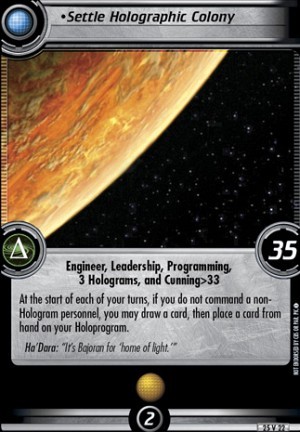 •Settle Holographic Colony
Δ
35
Engineer, Leadership, Programming,
3 Holograms, and Cunning>33
At the start of each of your turns, if you do not command a non-
Hologram personnel, you may draw a card, then place a card from
hand on your Holoprogram.
Ha'Dara: "It's Bajoran for 'home of light.'"
2